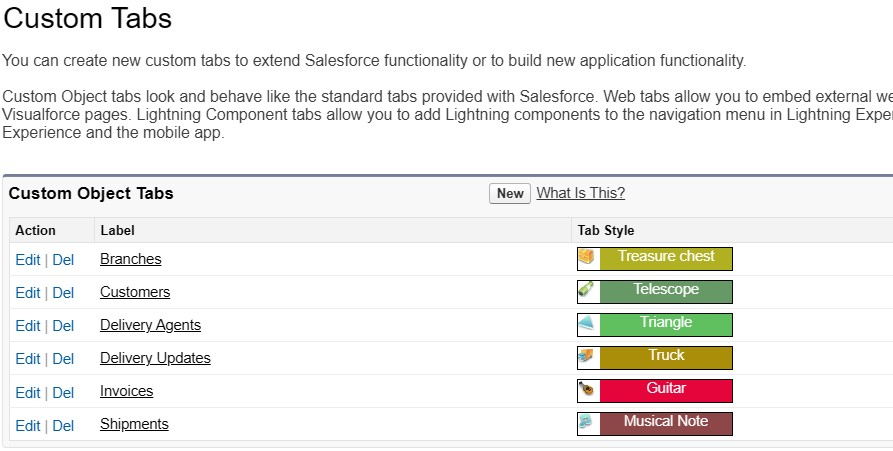 Custom Tabs
You can create new custom tabs to extend Salesforce functionality or to build new application functionality.
Custom Object tabs look and behave like the standard tabs provided with Salesforce. Web tabs allow you to embed external we
Visualforce pages. Lightning Component tabs allow you to add Lightning components to the navigation menu in Lightning Exper
Experience and the mobile app.
Custom Object Tabs New What Is This?
Action Label Tab Style
Edit | Del Branches Treasure chest
Edit | Del Customers Telescope
Edit | Del Delivery Agents Triangle
Edit | Del Delivery Updates Truck
Edit | Del Invoices Guitar
Edit | Del Shipments Musical Note